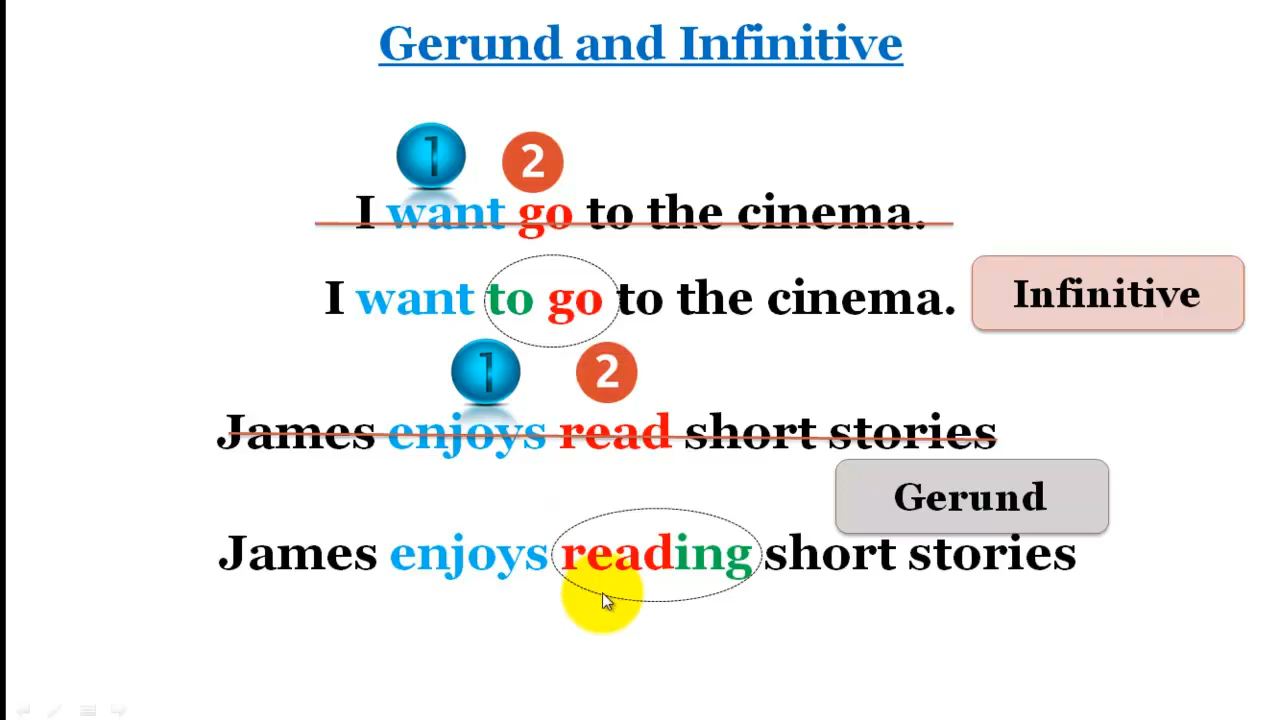 Gerund and Infinitive
1 2
I want go to the cinema.
I want to go to the cinema.
Infinitive
1 2
James enjoys read short stories
Gerund
James enjoys reading short stories